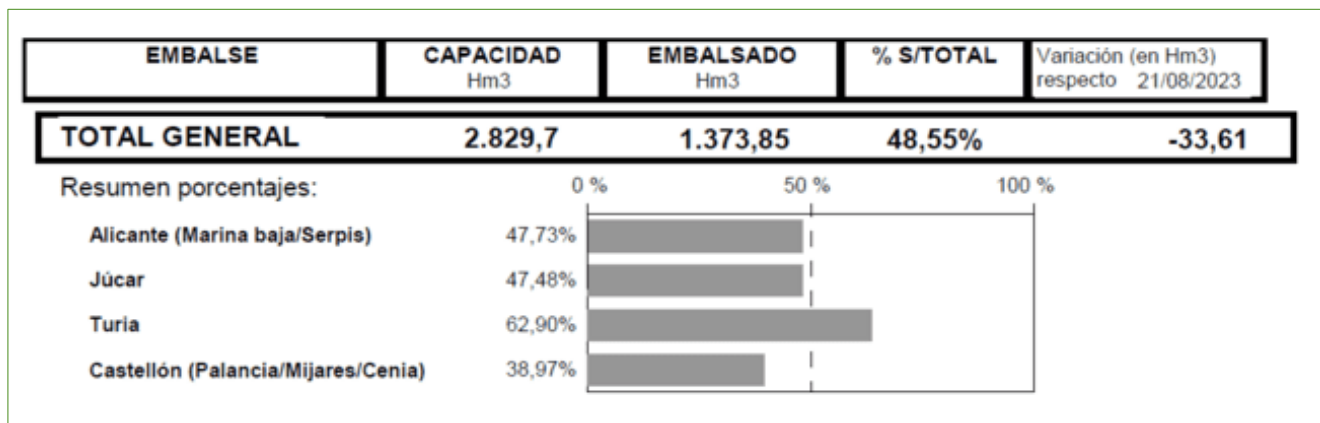 EMBALSE CAPACIDAD EMBALSADO % S/TOTAL Variación (en Hm3)
Hm3 Hm3 respecto 21/08/2023
TOTAL GENERAL 2.829,7 1.373,85 48,55% -33,61
Resumen porcentajes: 0 % 50 % 100 %
Alicante (Marina baja/Serpis) 47,73%
Júcar 47,48%
Turia 62,90%
Castellón (Palancia/Mijares/Cenia) 38,97%